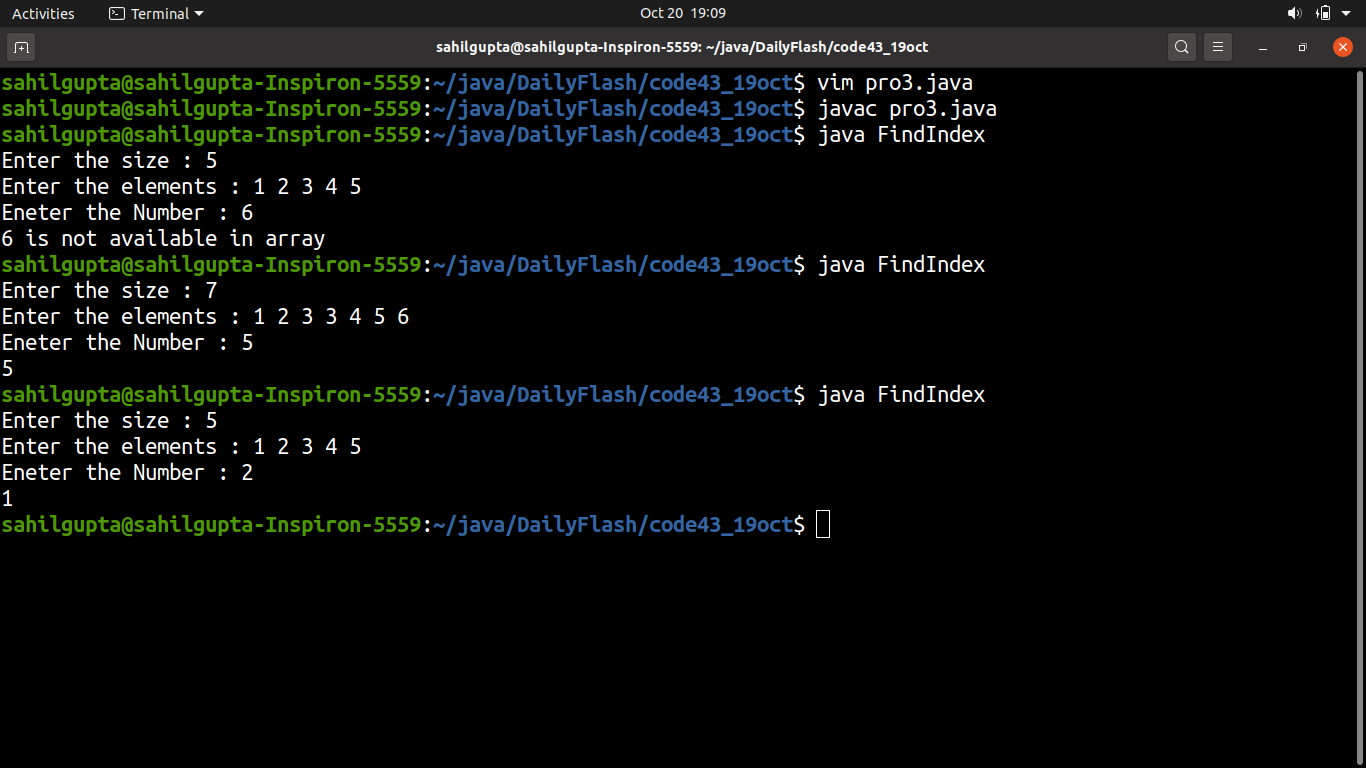 Activities Terminal Oct 20 19:09
sahilgupta@sahilgupta-Inspiron-5559: ~/java/DailyFlash/code43_19oct
sahilgupta@sahilgupta-Inspiron-5559:~/java/DailyFlash/code43_19oct$ vim pro3.java
sahilgupta@sahilgupta-Inspiron-5559:~/java/DailyFlash/code43_19oct$ javac pro3.java
sahilgupta@sahilgupta-Inspiron-5559:~/java/DailyFlash/code43_19oct$ java FindIndex
Enter the size : 5
Enter the elements : 1 2 3 4 5
Eneter the Number : 6
6 is not available in array
sahilgupta@sahilgupta-Inspiron-5559:~/java/DailyFlash/code43_19oct$ java FindIndex
Enter the size : 7
Enter the elements : 1 2 3 3 4 5 6
Eneter the Number : 5
5
sahilgupta@sahilgupta-Inspiron-5559:~/java/DailyFlash/code43_19oct$ java FindIndex
Enter the size : 5
Enter the elements : 1 2 3 4 5
Eneter the Number : 2
1
sahilgupta@sahilgupta-Inspiron-5559:~/java/DailyFlash/code43_19oct$